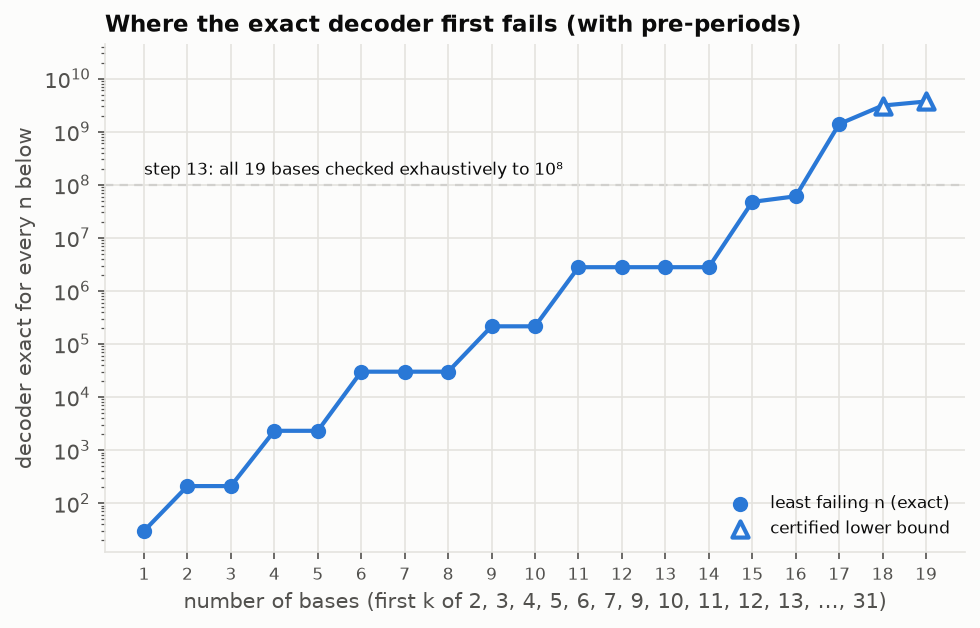 Where the exact decoder first fails (with pre-periods)
decoder exact for every n below
10¹⁰
10⁹
10⁸
10⁷
10⁶
10⁵
10⁴
10³
10²
step 13: all 19 bases checked exhaustively to 10⁸
least failing n (exact)
certified lower bound
1 2 3 4 5 6 7 8 9 10 11 12 13 14 15 16 17 18 19
number of bases (first k of 2, 3, 4, 5, 6, 7, 9, 10, 11, 12, 13, ..., 31)